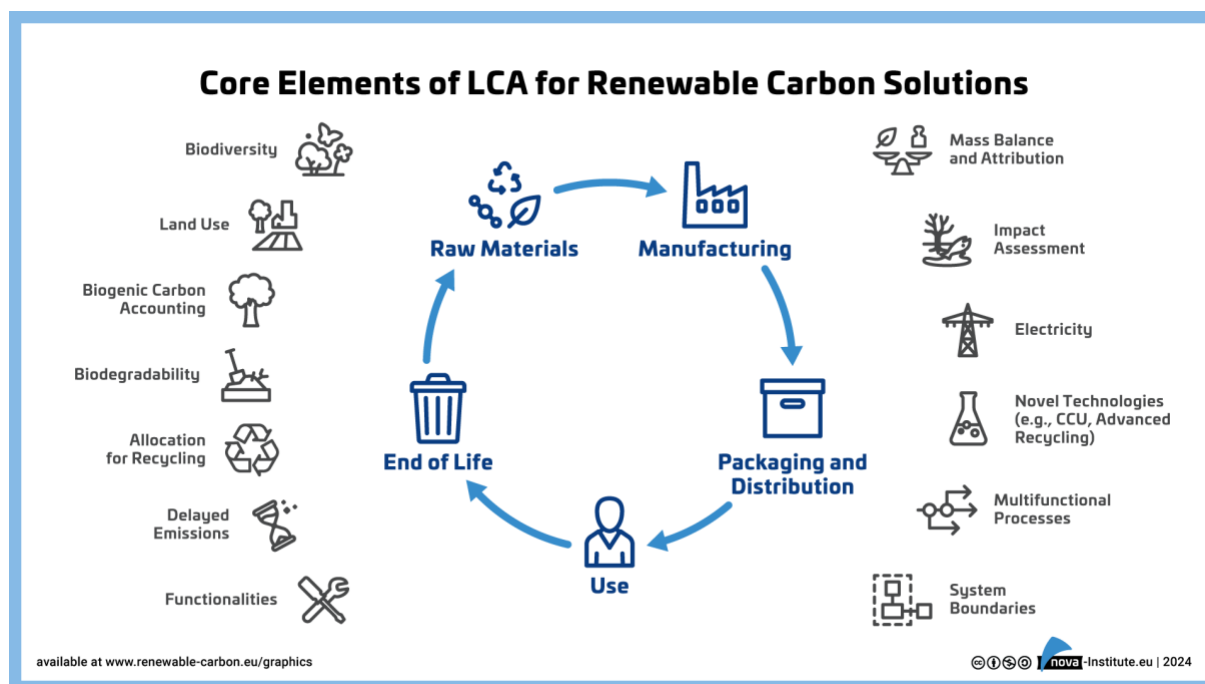 Core Elements of LCA for Renewable Carbon Solutions
Biodiversity
Land Use
Biogenic Carbon
Accounting
Biodegradability
Allocation
for Recycling
Delayed
Emissions
Functionalities
Raw Materials
Manufacturing
Packaging and
Distribution
Use
End of Life
Mass Balance
and Attribution
Impact
Assessment
Electricity
Novel Technologies
(e.g., CCU, Advanced
Recycling)
Multifunctional
Processes
System
Boundaries
available at www.renewable-carbon.eu/graphics
nova-Institute.eu | 2024